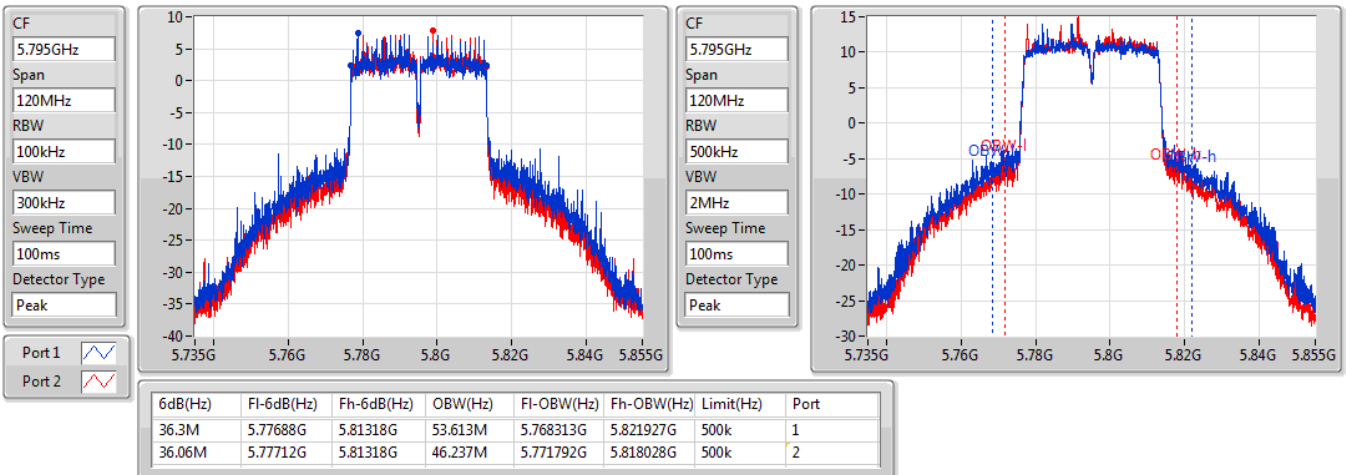 CF
5.795GHz
Span
120MHz
RBW
100kHz
VBW
300kHz
Sweep Time
100ms
Detector Type
Peak
Port 1
Port 2
10
5
0
-5
-10
-15
-20
-25
-30
-35
-40
5.735G 5.76G 5.78G 5.8G 5.82G 5.84G 5.855G
CF
5.795GHz
Span
120MHz
RBW
500kHz
VBW
2MHz
Sweep Time
100ms
Detector Type
Peak
15
10
5
0
-5
-10
-15
-20
-25
-30
OBW-l
5.735G 5.76G 5.78G 5.8G 5.82G 5.84G 5.855G
6dB(Hz) Fl-6dB(Hz) Fh-6dB(Hz) OBW(Hz) Fl-OBW(Hz) Fh-OBW(Hz) Limit(Hz) Port
36.3M 5.77688G 5.81318G 53.613M 5.768313G 5.821927G 500k 1
36.06M 5.77712G 5.81318G 46.237M 5.771792G 5.818028G 500k 2